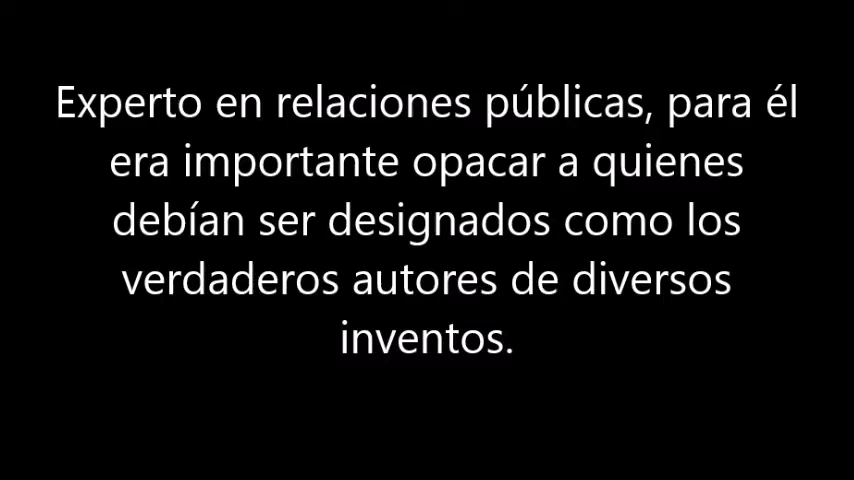 Experto en relaciones públicas, para él
era importante opacar a quienes
debían ser designados como los
verdaderos autores de diversos
inventos.